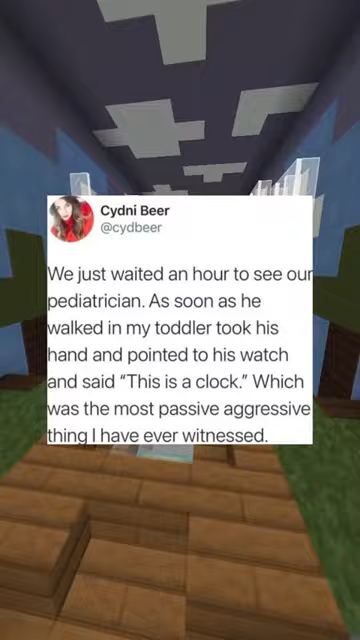 Cydni Beer
@cydbeer
We just waited an hour to see our
pediatrician. As soon as he
walked in my toddler took his
hand and pointed to his watch
and said “This is a clock.” Which
was the most passive aggressive
thing I have ever witnessed.